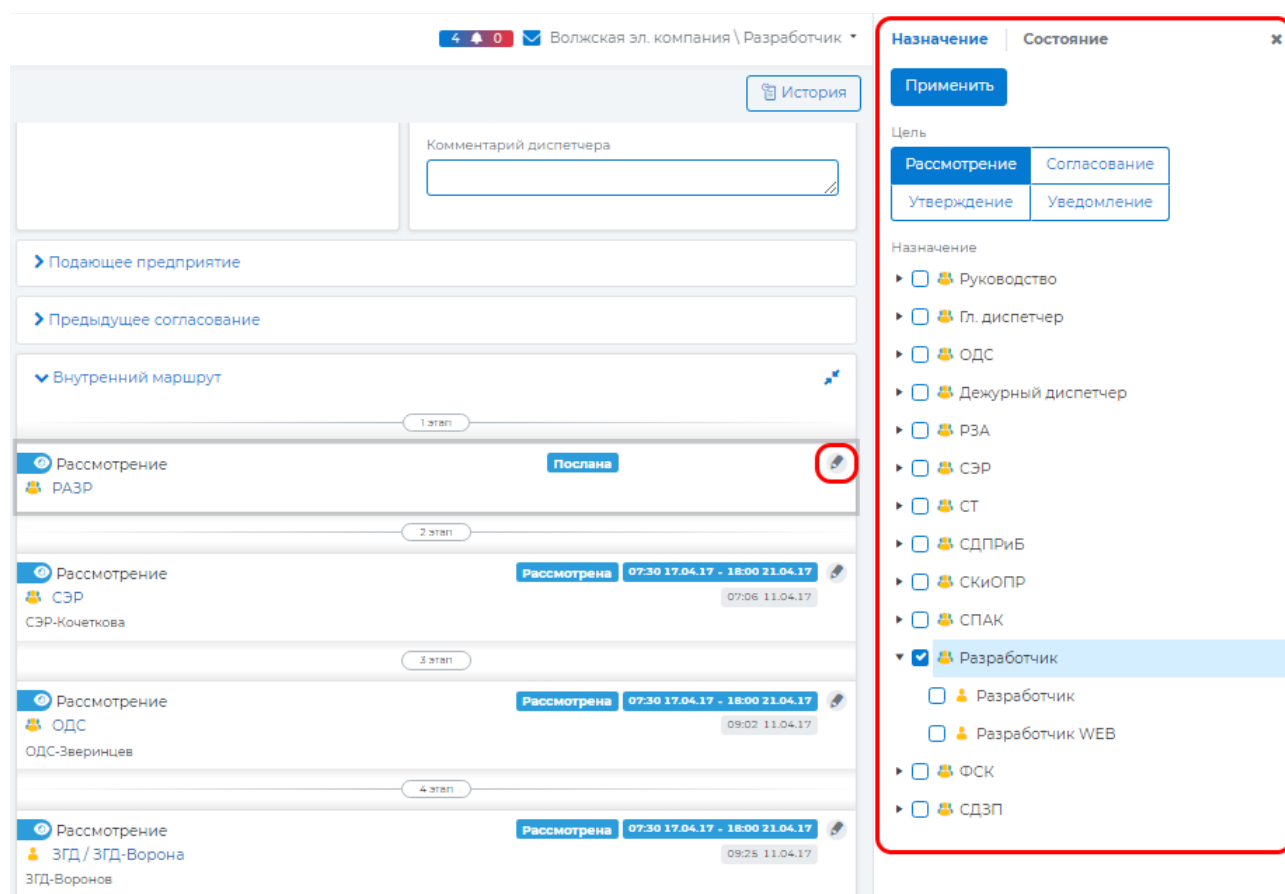 4 0 Волжская эл. компания \ Разработчик
История
Комментарий диспетчера
Подающее предприятие
Предыдущее согласование
Внутренний маршрут
1 этап
Рассмотрение Послана
РАЗР
2 этап
Рассмотрение Рассмотрена 07:30 17.04.17 - 18:00 21.04.17
СЭР 07:06 11.04.17
СЭР-Кочеткова
3 этап
Рассмотрение Рассмотрена 07:30 17.04.17 - 18:00 21.04.17
ОДС 09:02 11.04.17
ОДС-Зверинцев
4 этап
Рассмотрение Рассмотрена 07:30 17.04.17 - 18:00 21.04.17
ЗГД / ЗГД-Ворона 09:25 11.04.17
ЗГД-Воронов
Назначение Состояние
Применить
Цель
Рассмотрение Согласование
Утверждение Уведомление
Назначение
Руководство
Гл. диспетчер
ОДС
Дежурный диспетчер
РЗА
СЭР
СТ
СДПРиБ
СКиОПР
СПАК
Разработчик
Разработчик
Разработчик WEB
ФСК
СДЗП